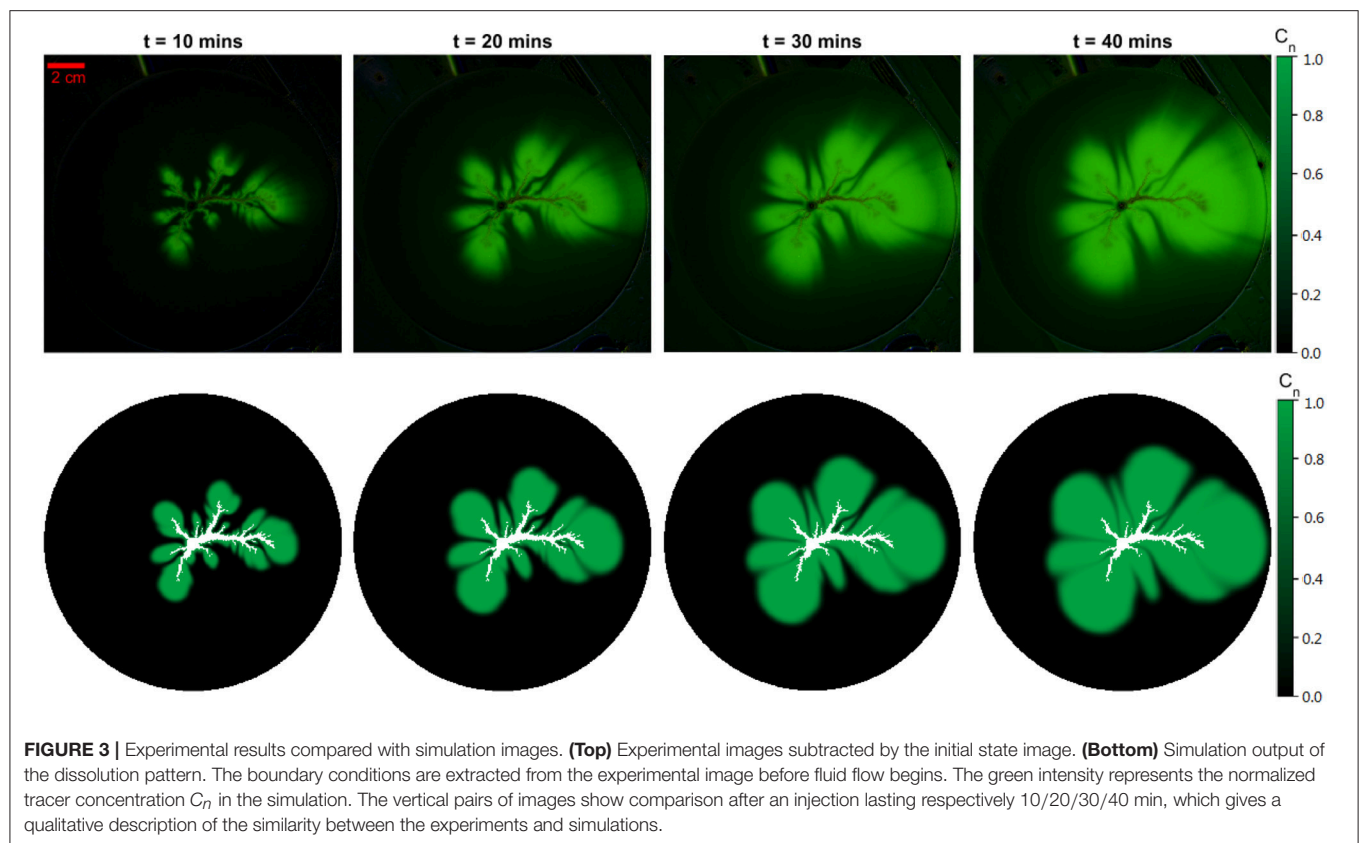 t = 10 mins
t = 20 mins
t = 30 mins
t = 40 mins
Cn
2 cm
1.0
0.8
0.6
0.4
0.2
0.0
Cn
1.0
0.8
0.6
0.4
0.2
0.0
FIGURE 3 | Experimental results compared with simulation images. (Top) Experimental images subtracted by the initial state image. (Bottom) Simulation output of
the dissolution pattern. The boundary conditions are extracted from the experimental image before fluid flow begins. The green intensity represents the normalized
tracer concentration Cn in the simulation. The vertical pairs of images show comparison after an injection lasting respectively 10/20/30/40 min, which gives a
qualitative description of the similarity between the experiments and simulations.